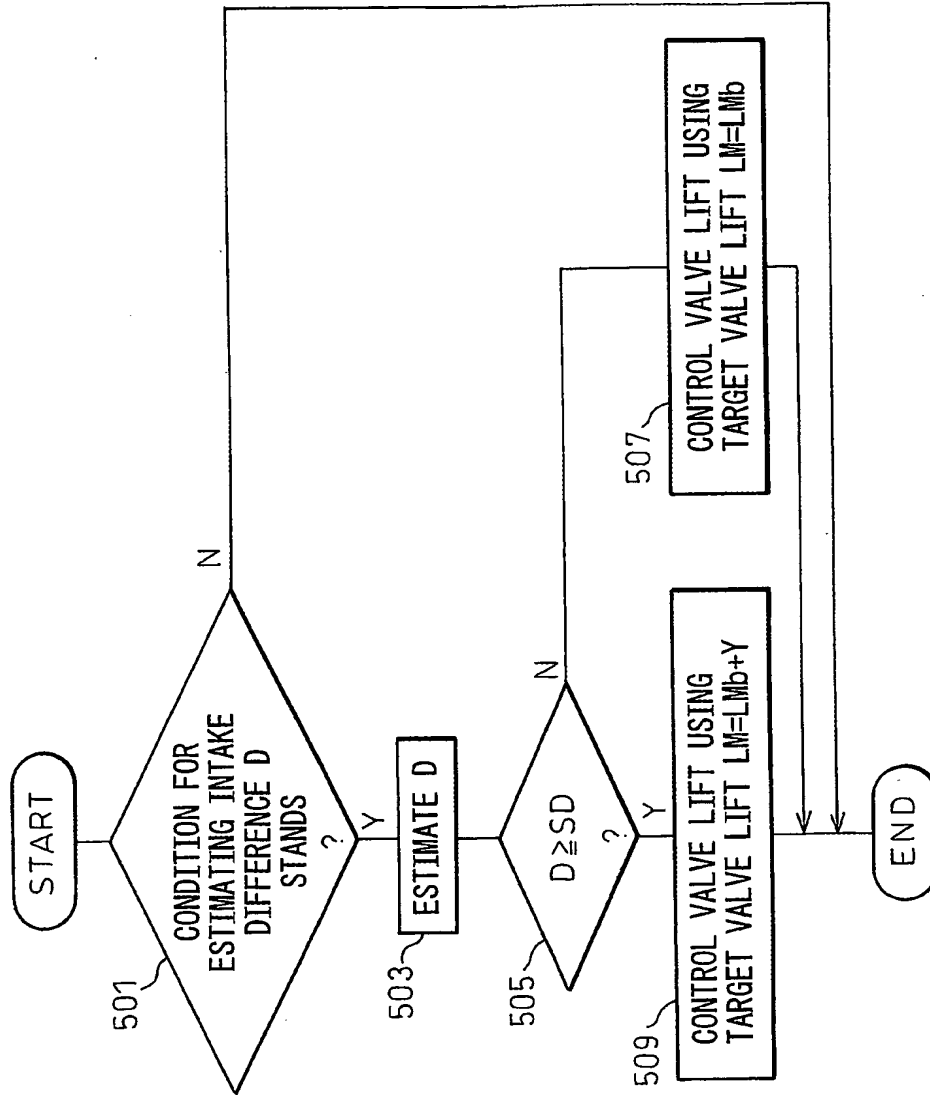 START
501
CONDITION FOR
ESTIMATING INTAKE
DIFFERENCE D
STANDS
?
N
Y
503
ESTIMATE D
505
D≧SD
?
N
Y
509
CONTROL VALVE LIFT USING
TARGET VALVE LIFT LM=LMb+Y
507
CONTROL VALVE LIFT USING
TARGET VALVE LIFT LM=LMb
END